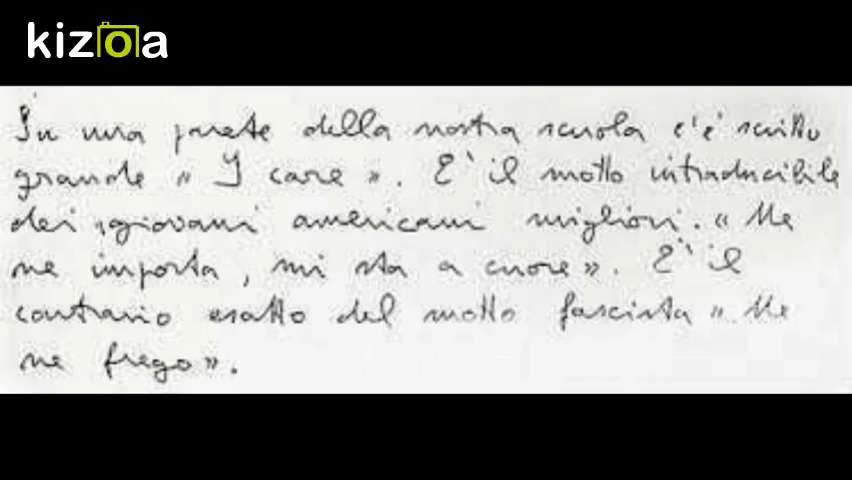 kizoa
In una parete della nostra scuola c'è scritto
grande « I care ». E' il motto intraducibile
dei giovani americani migliori. « Me
ne importa, mi sta a cuore ». E' il
contrario esatto del motto fascista « Me
ne frego ».